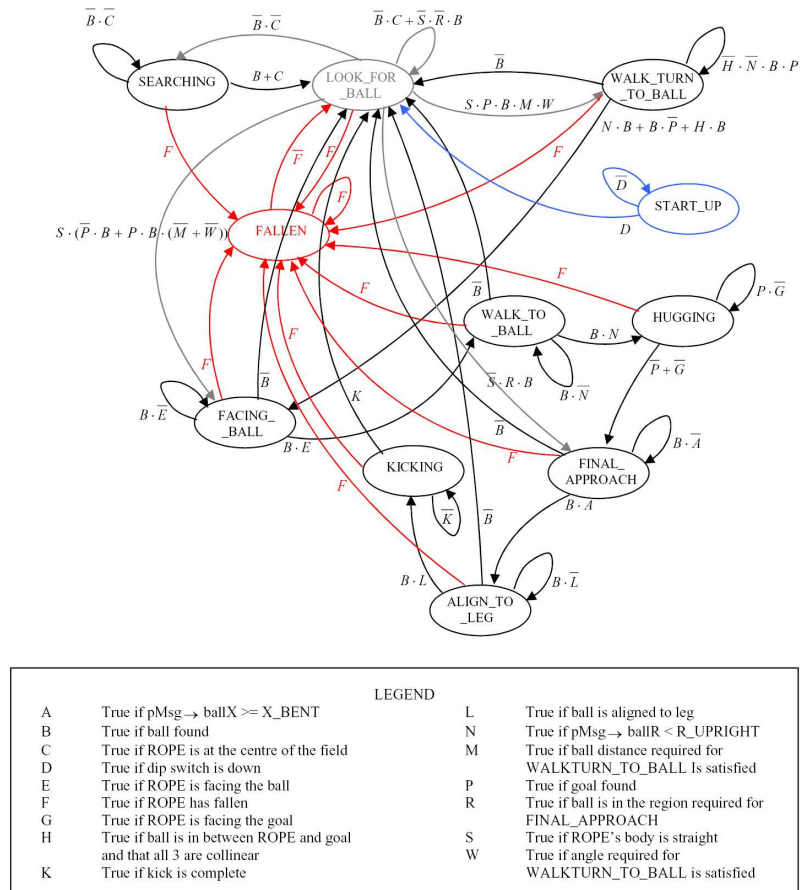 B̅ · C̅
B̅ · C̅
B̅ · C + S̅ · R̅ · B
SEARCHING
B + C
LOOK_FOR
_BALL
B̅
WALK_TURN
_TO_BALL
H̅ · N̅ · B · P
S · P · B · M · W
N · B + B · P̅ + H · B
F
F̅
F
F
F
D̅
START_UP
D
S · (P̅ · B + P · B · (M̅ + W̅))
FALLEN
F
F
B̅
WALK_TO
_BALL
B · N
HUGGING
P · G̅
F
F
B̅
K
S̅ · R · B
B · N̅
P̅ + G̅
B · E̅
FACING_
_BALL
B · E
B̅
KICKING
F
FINAL_
_APPROACH
B · A̅
F
K̅
B̅
B · A
B · L
ALIGN_TO
_LEG
B · L̅
LEGEND
A True if pMsg→ ballX >= X_BENT
B True if ball found
C True if ROPE is at the centre of the field
D True if dip switch is down
E True if ROPE is facing the ball
F True if ROPE has fallen
G True if ROPE is facing the goal
H True if ball is in between ROPE and goal
and that all 3 are collinear
K True if kick is complete
L True if ball is aligned to leg
N True if pMsg→ ballR < R_UPRIGHT
M True if ball distance required for
WALKTURN_TO_BALL Is satisfied
P True if goal found
R True if ball is in the region required for
FINAL_APPROACH
S True if ROPE's body is straight
W True if angle required for
WALKTURN_TO_BALL is satisfied